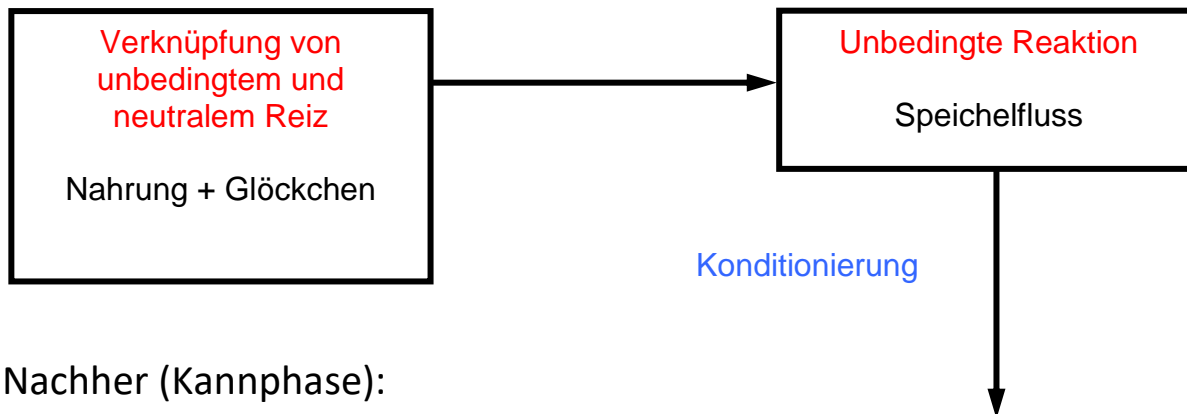 Verknüpfung von
unbedingtem und
neutralem Reiz
Nahrung + Glöckchen
Unbedingte Reaktion
Speichelfluss
Konditionierung
Nachher (Kannphase):